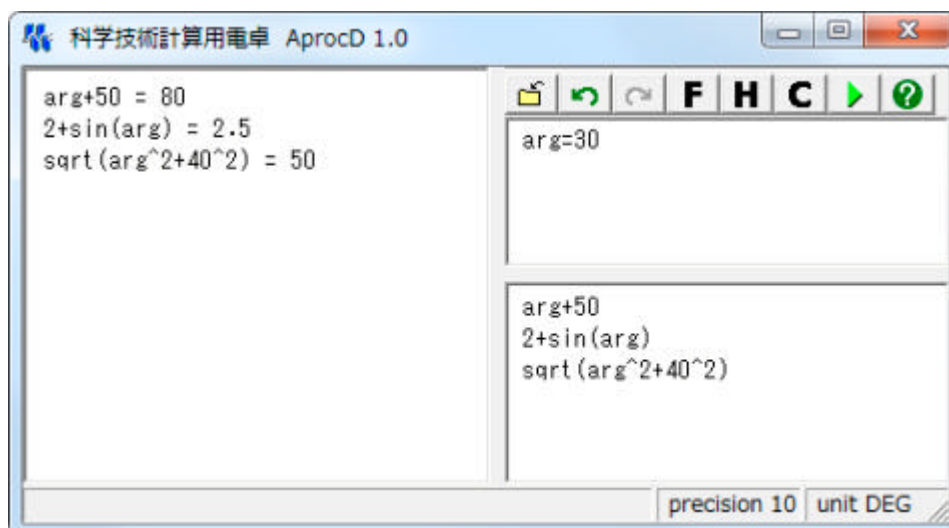 科学技術計算用電卓 AprocD 1.0
arg+50 = 80
2+sin(arg) = 2.5
sqrt(arg^2+40^2) = 50
F H C ?
arg=30
arg+50
2+sin(arg)
sqrt(arg^2+40^2)
precision 10 unit DEG